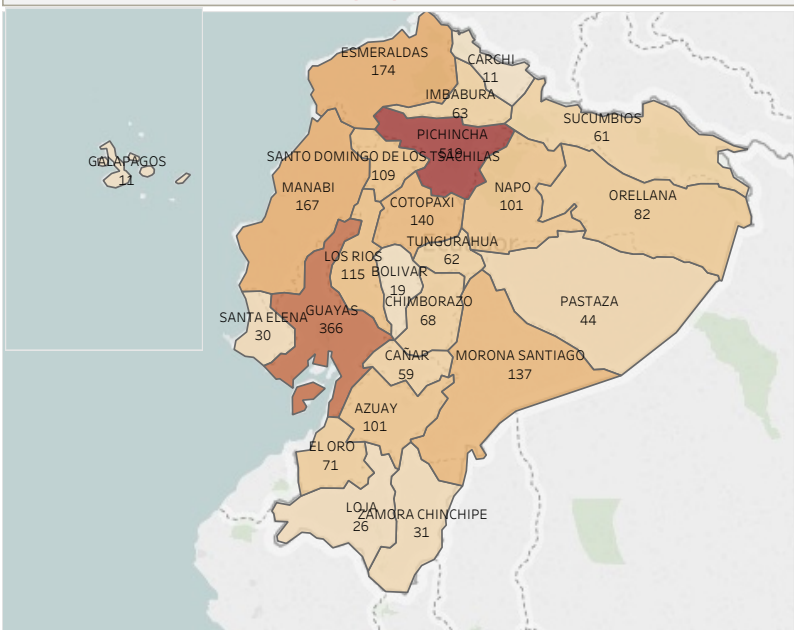 ESMERALDAS
174
CARCHI
11
IMBABURA
63
SUCUMBIOS
61
PICHINCHA
519
GALAPAGOS
11
SANTO DOMINGO DE LOS TSACHILAS
109
MANABI
167
COTOPAXI
140
NAPO
101
ORELLANA
82
TUNGURAHUA
62
Ecuador
LOS RIOS
115
BOLIVAR
19
CHIMBORAZO
68
PASTAZA
44
SANTA ELENA
30
GUAYAS
366
CAÑAR
59
MORONA SANTIAGO
137
AZUAY
101
EL ORO
71
LOJA
26
ZAMORA CHINCHIPE
31